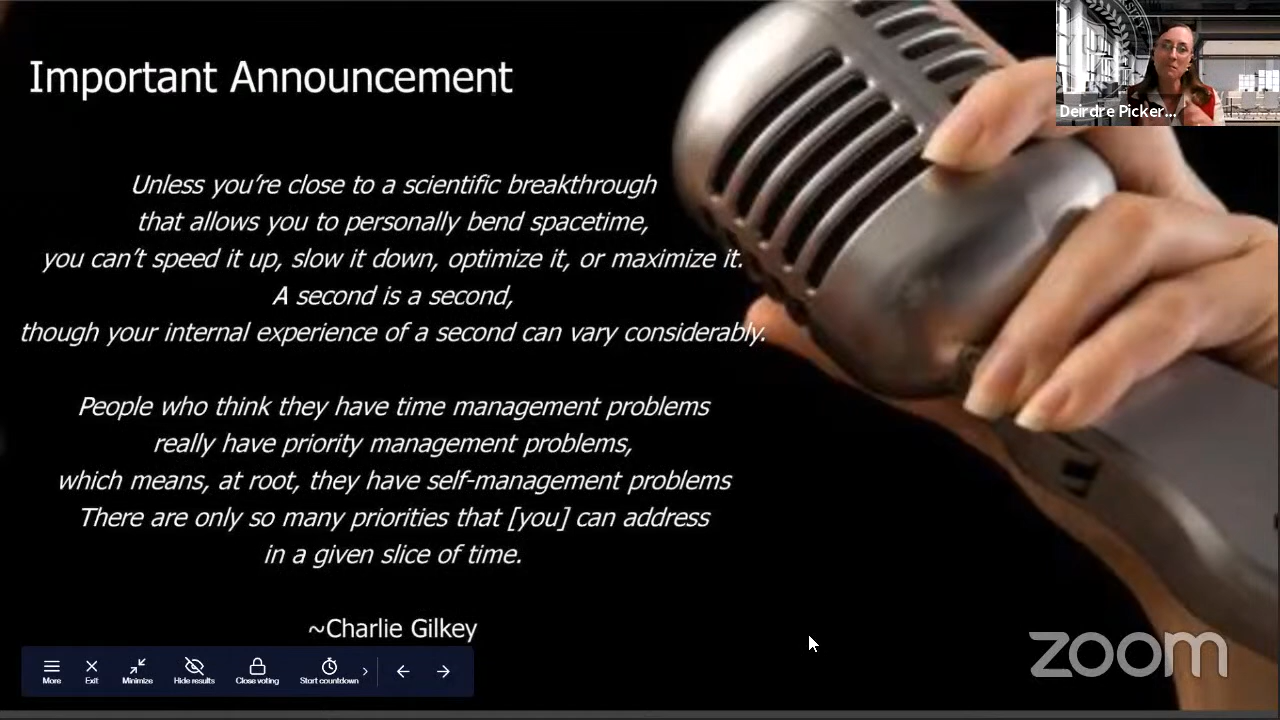 Important Announcement
Unless you're close to a scientific breakthrough
that allows you to personally bend spacetime,
you can't speed it up, slow it down, optimize it, or maximize it.
A second is a second,
though your internal experience of a second can vary considerably.
People who think they have time management problems
really have priority management problems,
which means, at root, they have self-management problems
There are only so many priorities that [you] can address
in a given slice of time.
~Charlie Gilkey
Deirdre Picker...
More Exit Minimize Hide results Close voting Start countdown
zoom